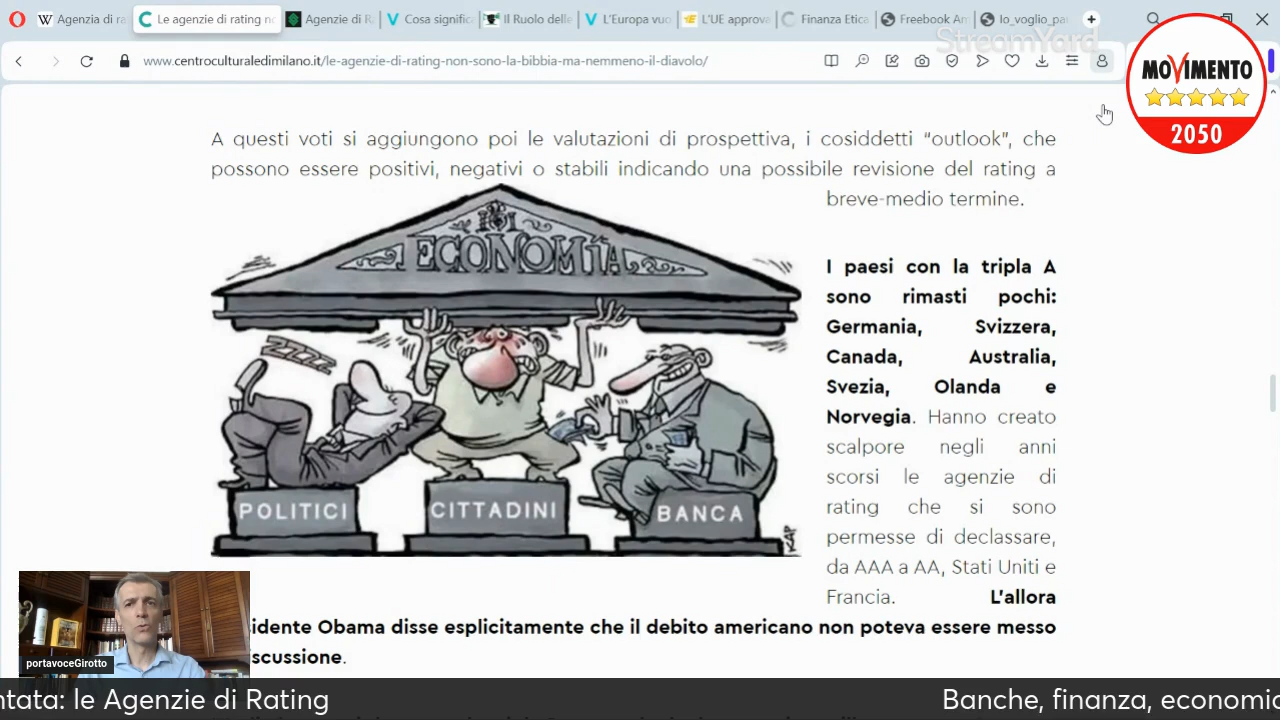 Agenzia di ra
Le agenzie di rating no
Agenzie di R
Cosa signific
Il Ruolo delle
L'Europa vuo
L'UE approva
Finanza Etica
Freebook An
Io_voglio_pa
StreamYard
www.centroculturaledimilano.it/le-agenzie-di-rating-non-sono-la-bibbia-ma-nemmeno-il-diavolo/
MOVIMENTO
2050
A questi voti si aggiungono poi le valutazioni di prospettiva, i cosiddetti “outlook”, che
possono essere positivi, negativi o stabili indicando una possibile revisione del rating a
breve-medio termine.
ECONOMíA
ZZZZ
POLITICI
CITTADINI
BANCA
KAP
I paesi con la tripla A
sono rimasti pochi:
Germania, Svizzera,
Canada, Australia,
Svezia, Olanda e
Norvegia. Hanno creato
scalpore negli anni
scorsi le agenzie di
rating che si sono
permesse di declassare,
da AAA a AA, Stati Uniti e
Francia. L'allora
idente Obama disse esplicitamente che il debito americano non poteva essere messo
scussione.
portavoceGirotto
ntata: le Agenzie di Rating
Banche, finanza, economia